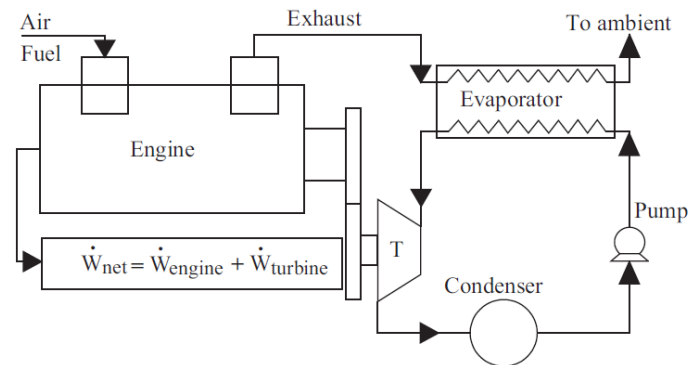 Air
Fuel
Exhaust
To ambient
Evaporator
Engine
Pump
T
Ẇnet = Ẇengine + Ẇturbine
Condenser